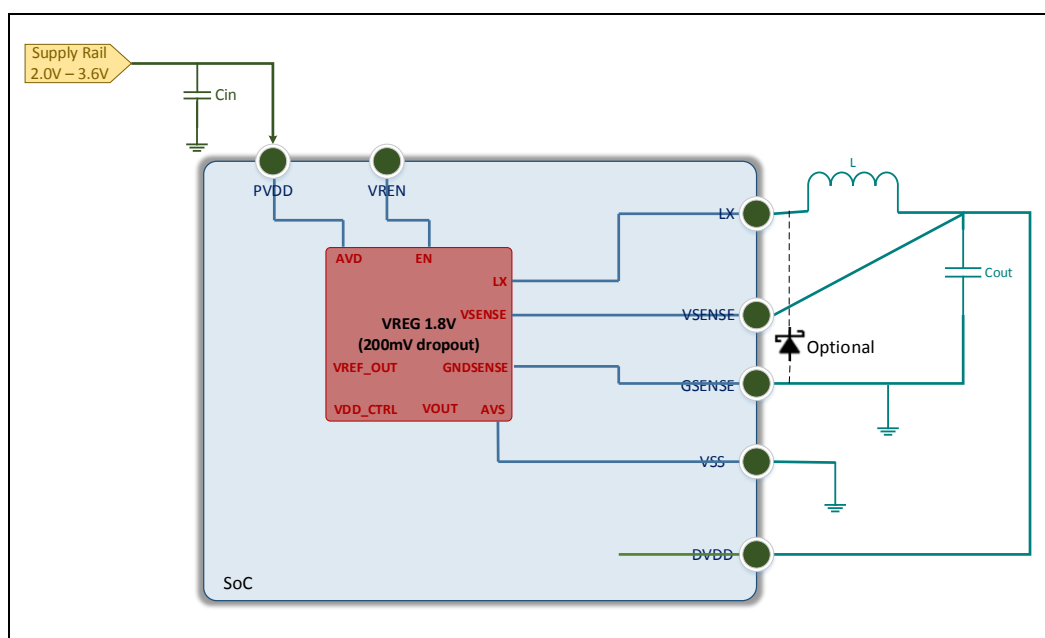 Supply Rail
2.0V – 3.6V
Cin
PVDD
VREN
L
LX
AVD
EN
LX
VSENSE
VSENSE
VREG 1.8V
(200mV dropout)
Optional
Cout
VREF_OUT
GNDSENSE
GSENSE
VDD_CTRL
VOUT
AVS
VSS
DVDD
SoC